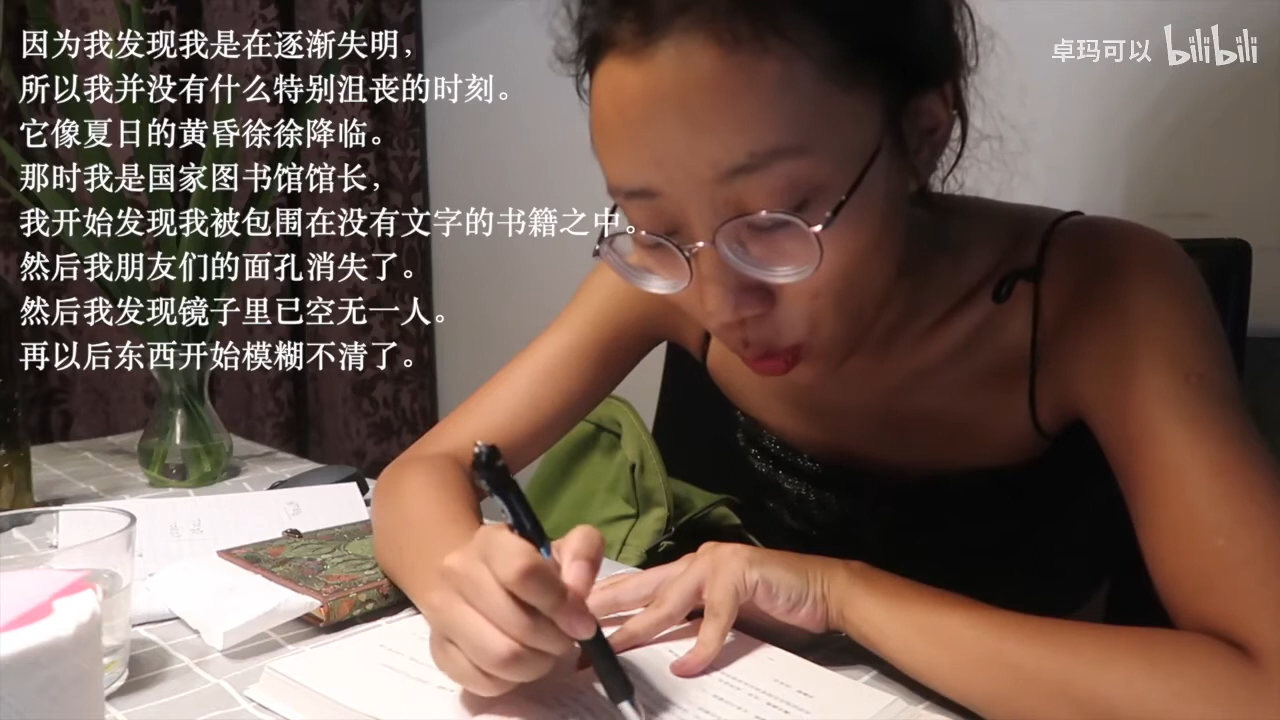 因为我发现我是在逐渐失明，
所以我并没有什么特别沮丧的时刻。
它像夏日的黄昏徐徐降临。
那时我是国家图书馆馆长，
我开始发现我被包围在没有文字的书籍之中。
然后我朋友们的面孔消失了。
然后我发现镜子里已空无一人。
再以后东西开始模糊不清了。
卓玛可以 bilibili